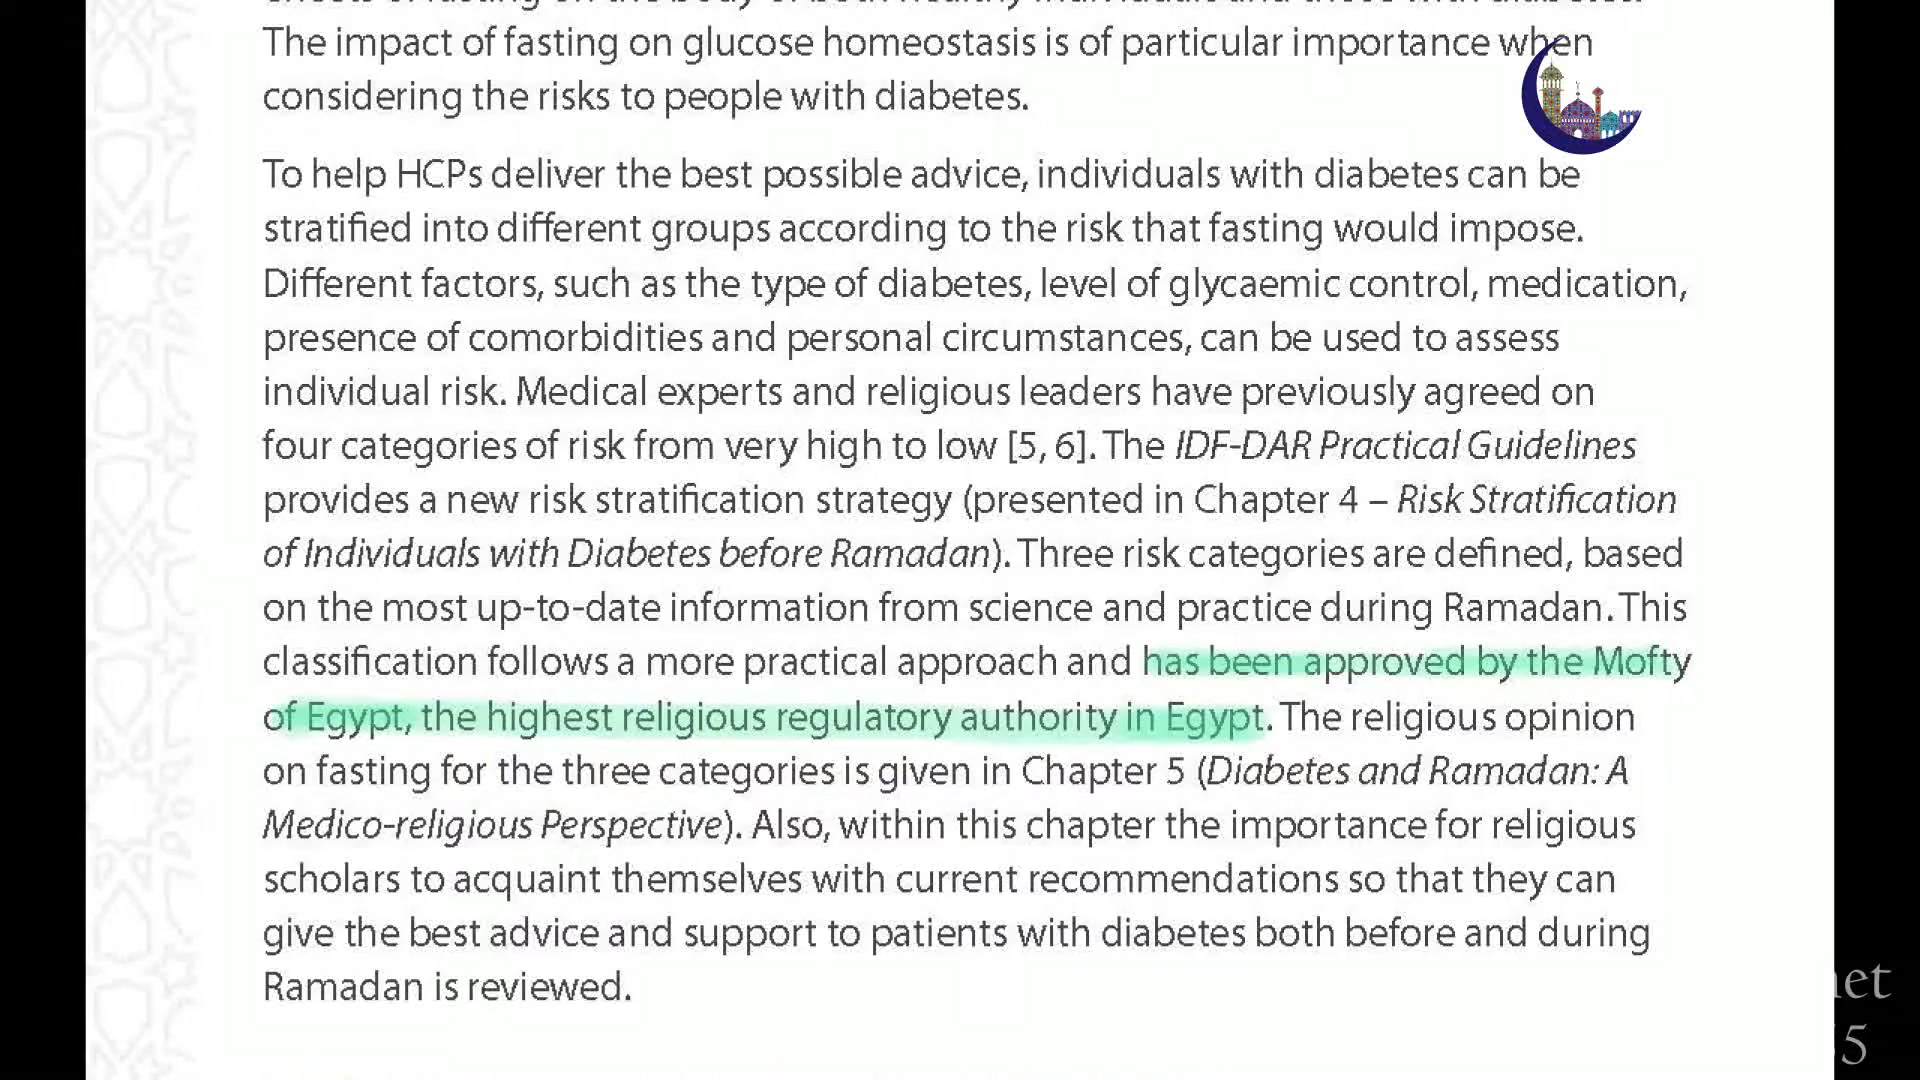 The impact of fasting on glucose homeostasis is of particular importance when
considering the risks to people with diabetes.
To help HCPs deliver the best possible advice, individuals with diabetes can be
stratified into different groups according to the risk that fasting would impose.
Different factors, such as the type of diabetes, level of glycaemic control, medication,
presence of comorbidities and personal circumstances, can be used to assess
individual risk. Medical experts and religious leaders have previously agreed on
four categories of risk from very high to low [5, 6]. The IDF-DAR Practical Guidelines
provides a new risk stratification strategy (presented in Chapter 4 – Risk Stratification
of Individuals with Diabetes before Ramadan). Three risk categories are defined, based
on the most up-to-date information from science and practice during Ramadan. This
classification follows a more practical approach and has been approved by the Mofty
of Egypt, the highest religious regulatory authority in Egypt. The religious opinion
on fasting for the three categories is given in Chapter 5 (Diabetes and Ramadan: A
Medico-religious Perspective). Also, within this chapter the importance for religious
scholars to acquaint themselves with current recommendations so that they can
give the best advice and support to patients with diabetes both before and during
Ramadan is reviewed.